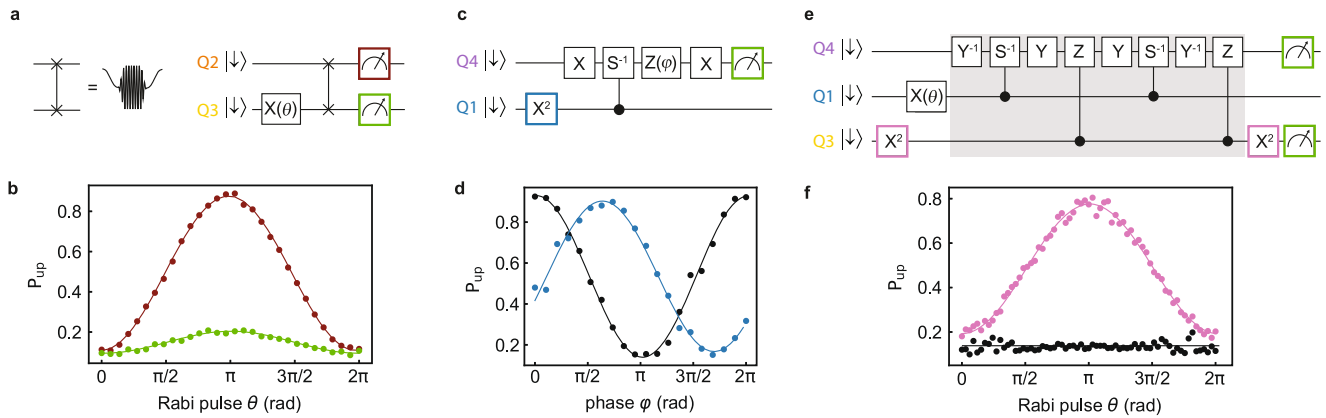 a
=
Q2 |↓⟩
Q3 |↓⟩ X(θ)
b
P_up
0.8
0.6
0.4
0.2
0 π/2 π 3π/2 2π
Rabi pulse θ (rad)
c
Q4 |↓⟩ X S⁻¹ Z(φ) X
Q1 |↓⟩ X²
d
P_up
0.8
0.6
0.4
0.2
0 π/2 π 3π/2 2π
phase φ (rad)
e
Q4 |↓⟩ Y⁻¹ S⁻¹ Y Z Y S⁻¹ Y⁻¹ Z
Q1 |↓⟩ X(θ)
Q3 |↓⟩ X² X²
f
P_up
0.8
0.6
0.4
0.2
0 π/2 π 3π/2 2π
Rabi pulse θ (rad)